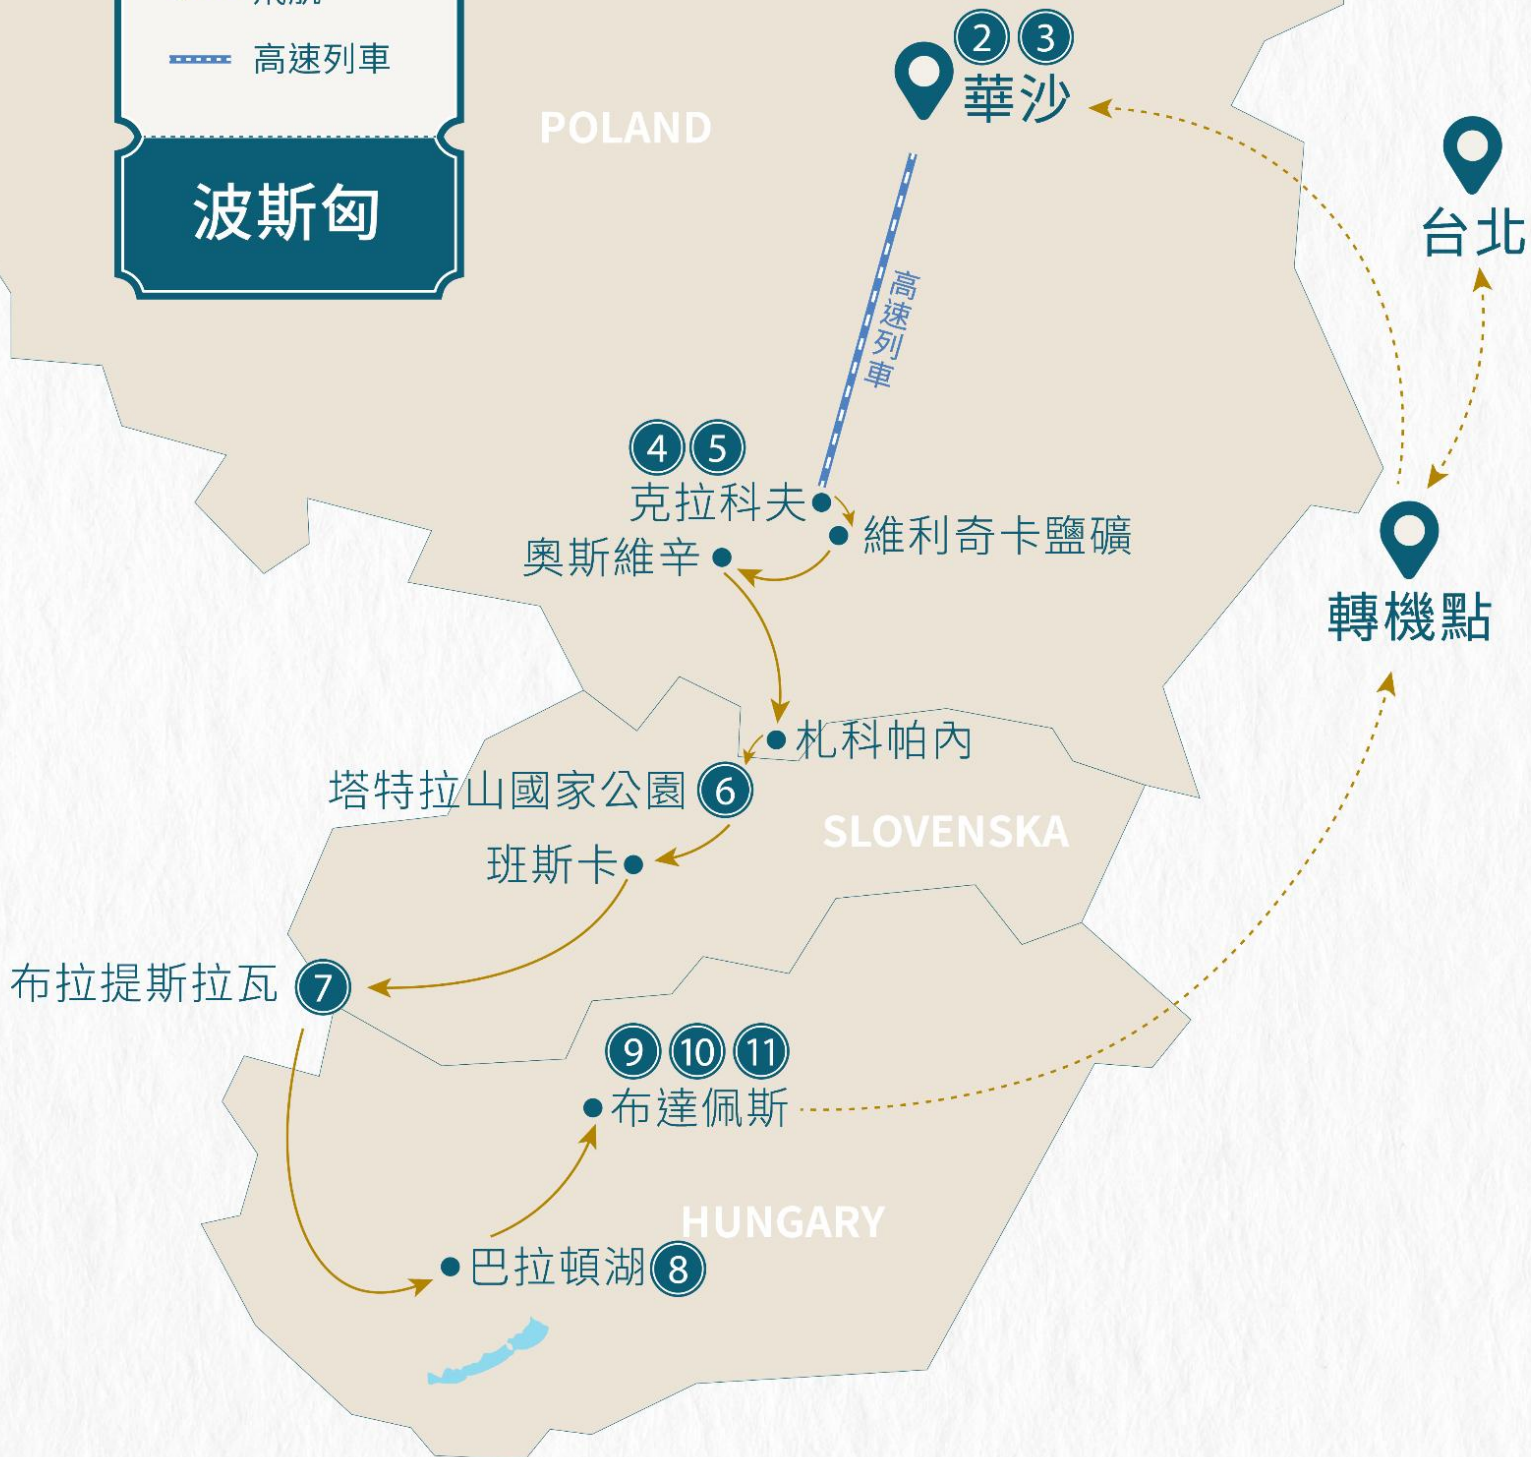 高速列車
波斯匈
POLAND
2 3
華沙
台北
高速列車
4 5
克拉科夫
維利奇卡鹽礦
奧斯維辛
轉機點
札科帕內
塔特拉山國家公園 6
SLOVENSKA
班斯卡
布拉提斯拉瓦 7
9 10 11
布達佩斯
HUNGARY
巴拉頓湖 8